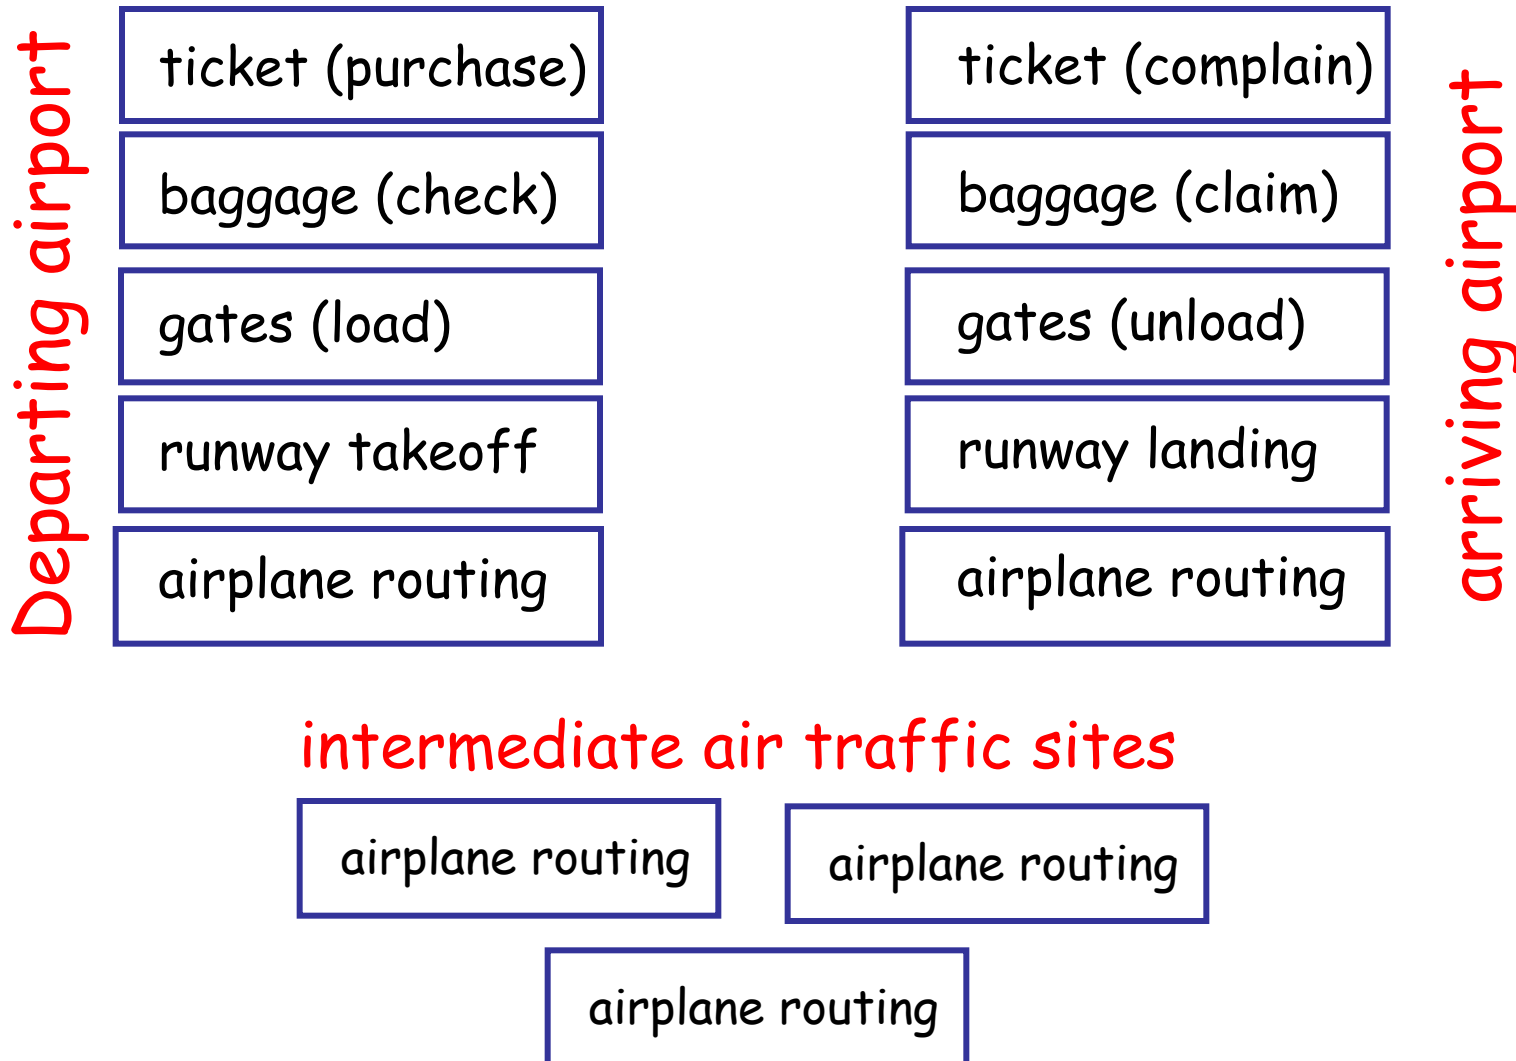 Departing airport
ticket (purchase)
baggage (check)
gates (load)
runway takeoff
airplane routing
ticket (complain)
baggage (claim)
gates (unload)
runway landing
airplane routing
arriving airport
intermediate air traffic sites
airplane routing
airplane routing
airplane routing